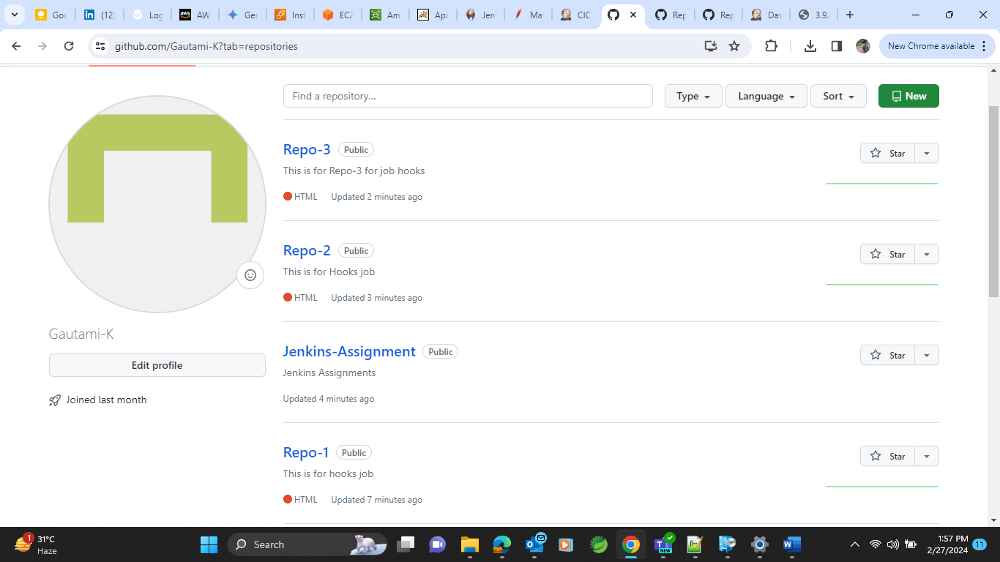 Goo
(12)
Log
aws AW
Ger
Inst
EC2
Am
Apa
Jen
Ma
CIC
Rep
Rep
Das
3.92
github.com/Gautami-K?tab=repositories
New Chrome available
Find a repository...
Type
Language
Sort
New
Repo-3 Public
Star
This is for Repo-3 for job hooks
HTML Updated 2 minutes ago
Repo-2 Public
Star
This is for Hooks job
HTML Updated 3 minutes ago
Gautami-K
Edit profile
Joined last month
Jenkins-Assignment Public
Star
Jenkins Assignments
Updated 4 minutes ago
Repo-1 Public
Star
This is for hooks job
HTML Updated 7 minutes ago
1
31°C
Haze
Search
NEW
1:57 PM
2/27/2024
11